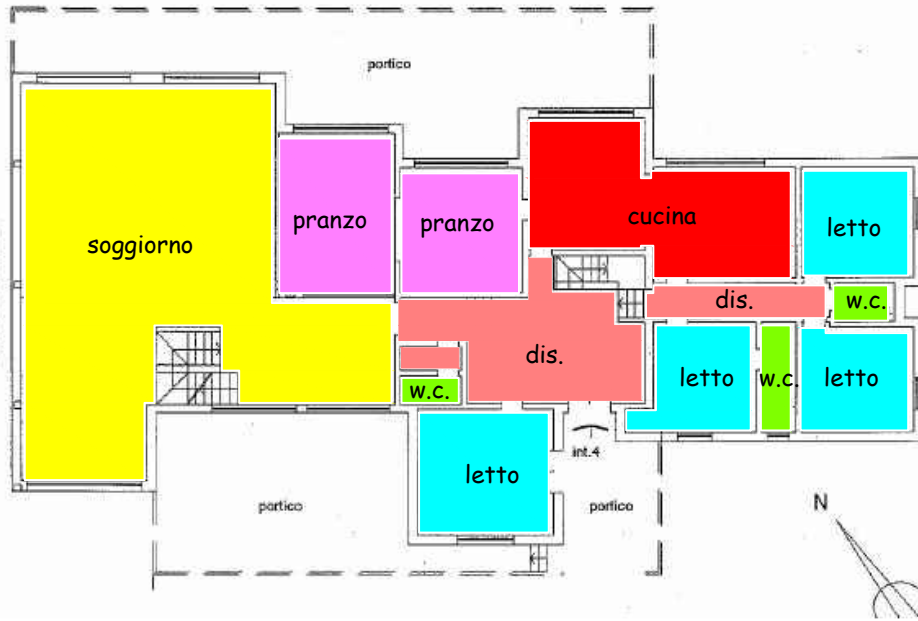 portico
pranzo
pranzo
cucina
soggiorno
letto
dis.
w.c.
dis.
letto
w.c.
letto
w.c.
int.4
letto
portico
portico
N